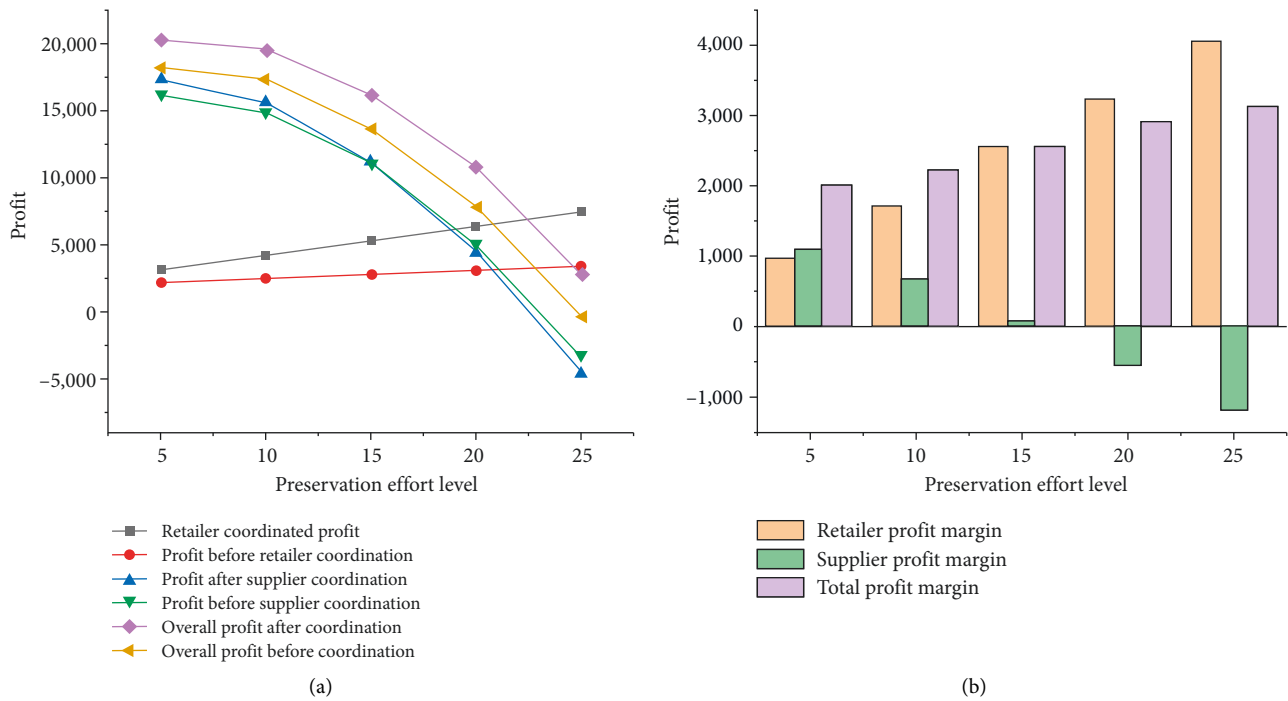 20,000
15,000
10,000
5,000
0
−5,000
Profit
5 10 15 20 25
Preservation effort level
Retailer coordinated profit
Profit before retailer coordination
Profit after supplier coordination
Profit before supplier coordination
Overall profit after coordination
Overall profit before coordination
(a)
4,000
3,000
2,000
1,000
0
−1,000
Profit
5 10 15 20 25
Preservation effort level
Retailer profit margin
Supplier profit margin
Total profit margin
(b)